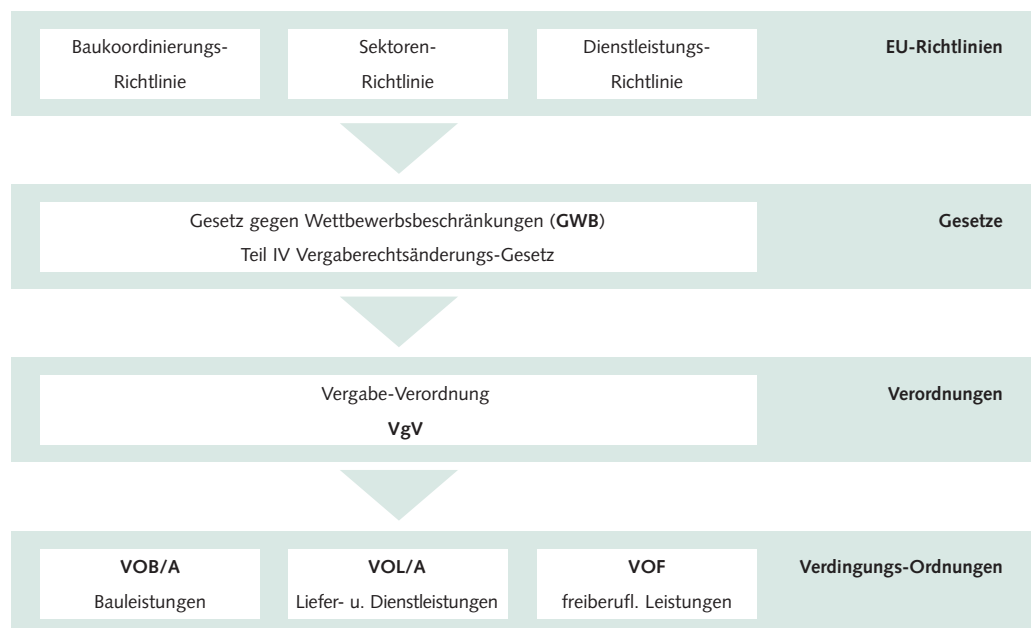 Baukoordinierungs-
Richtlinie
Sektoren-
Richtlinie
Dienstleistungs-
Richtlinie
EU-Richtlinien
Gesetz gegen Wettbewerbsbeschränkungen (GWB)
Teil IV Vergaberechtsänderungs-Gesetz
Gesetze
Vergabe-Verordnung
VgV
Verordnungen
VOB/A
Bauleistungen
VOL/A
Liefer- u. Dienstleistungen
VOF
freiberufl. Leistungen
Verdingungs-Ordnungen